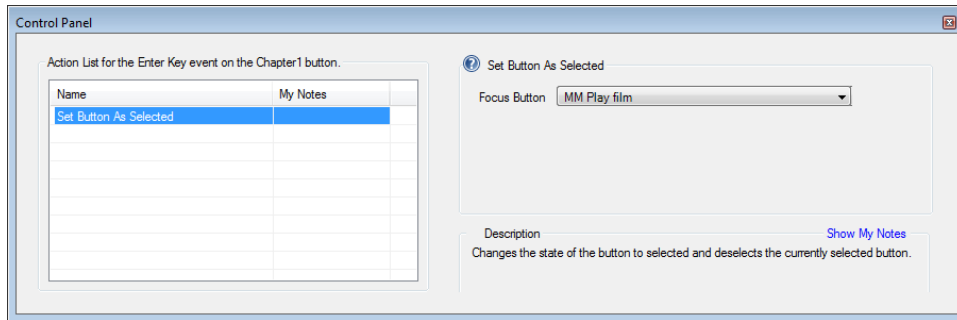 Control Panel
Action List for the Enter Key event on the Chapter1 button.
Name My Notes
Set Button As Selected
Set Button As Selected
Focus Button MM Play film
Description Show My Notes
Changes the state of the button to selected and deselects the currently selected button.